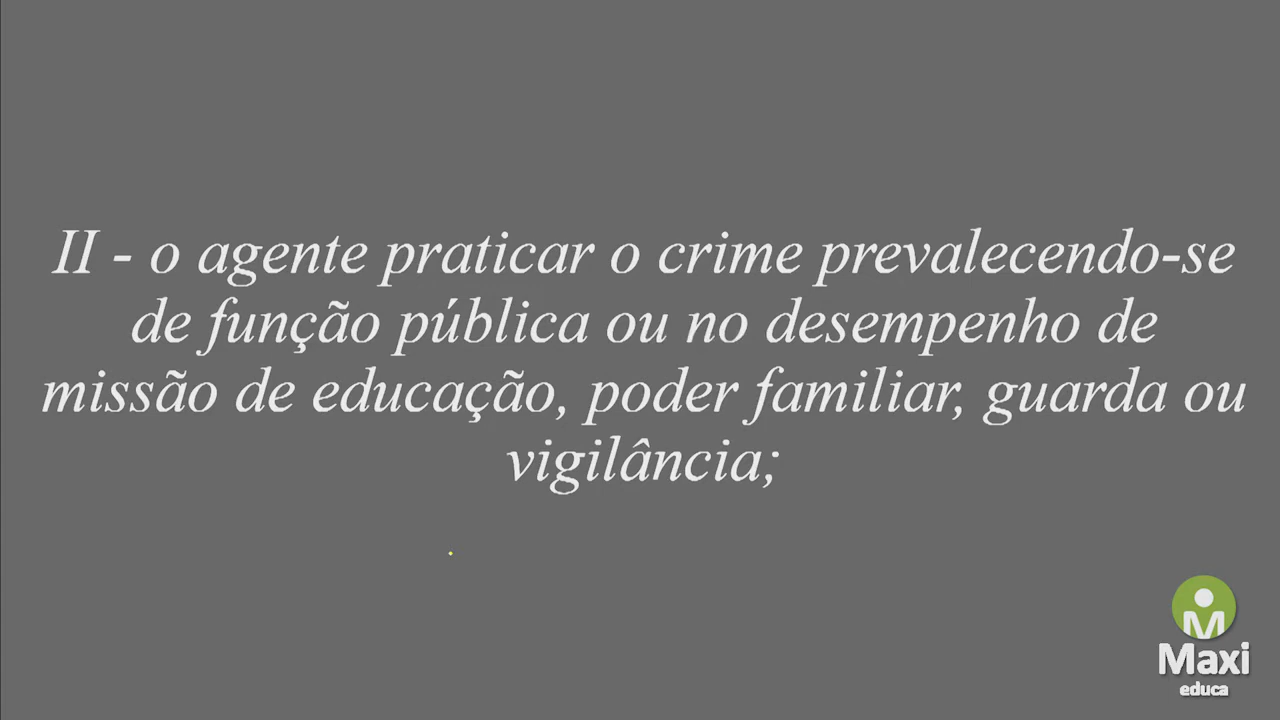 II - o agente praticar o crime prevalecendo-se
de função pública ou no desempenho de
missão de educação, poder familiar, guarda ou
vigilância;
M
Maxi
educa